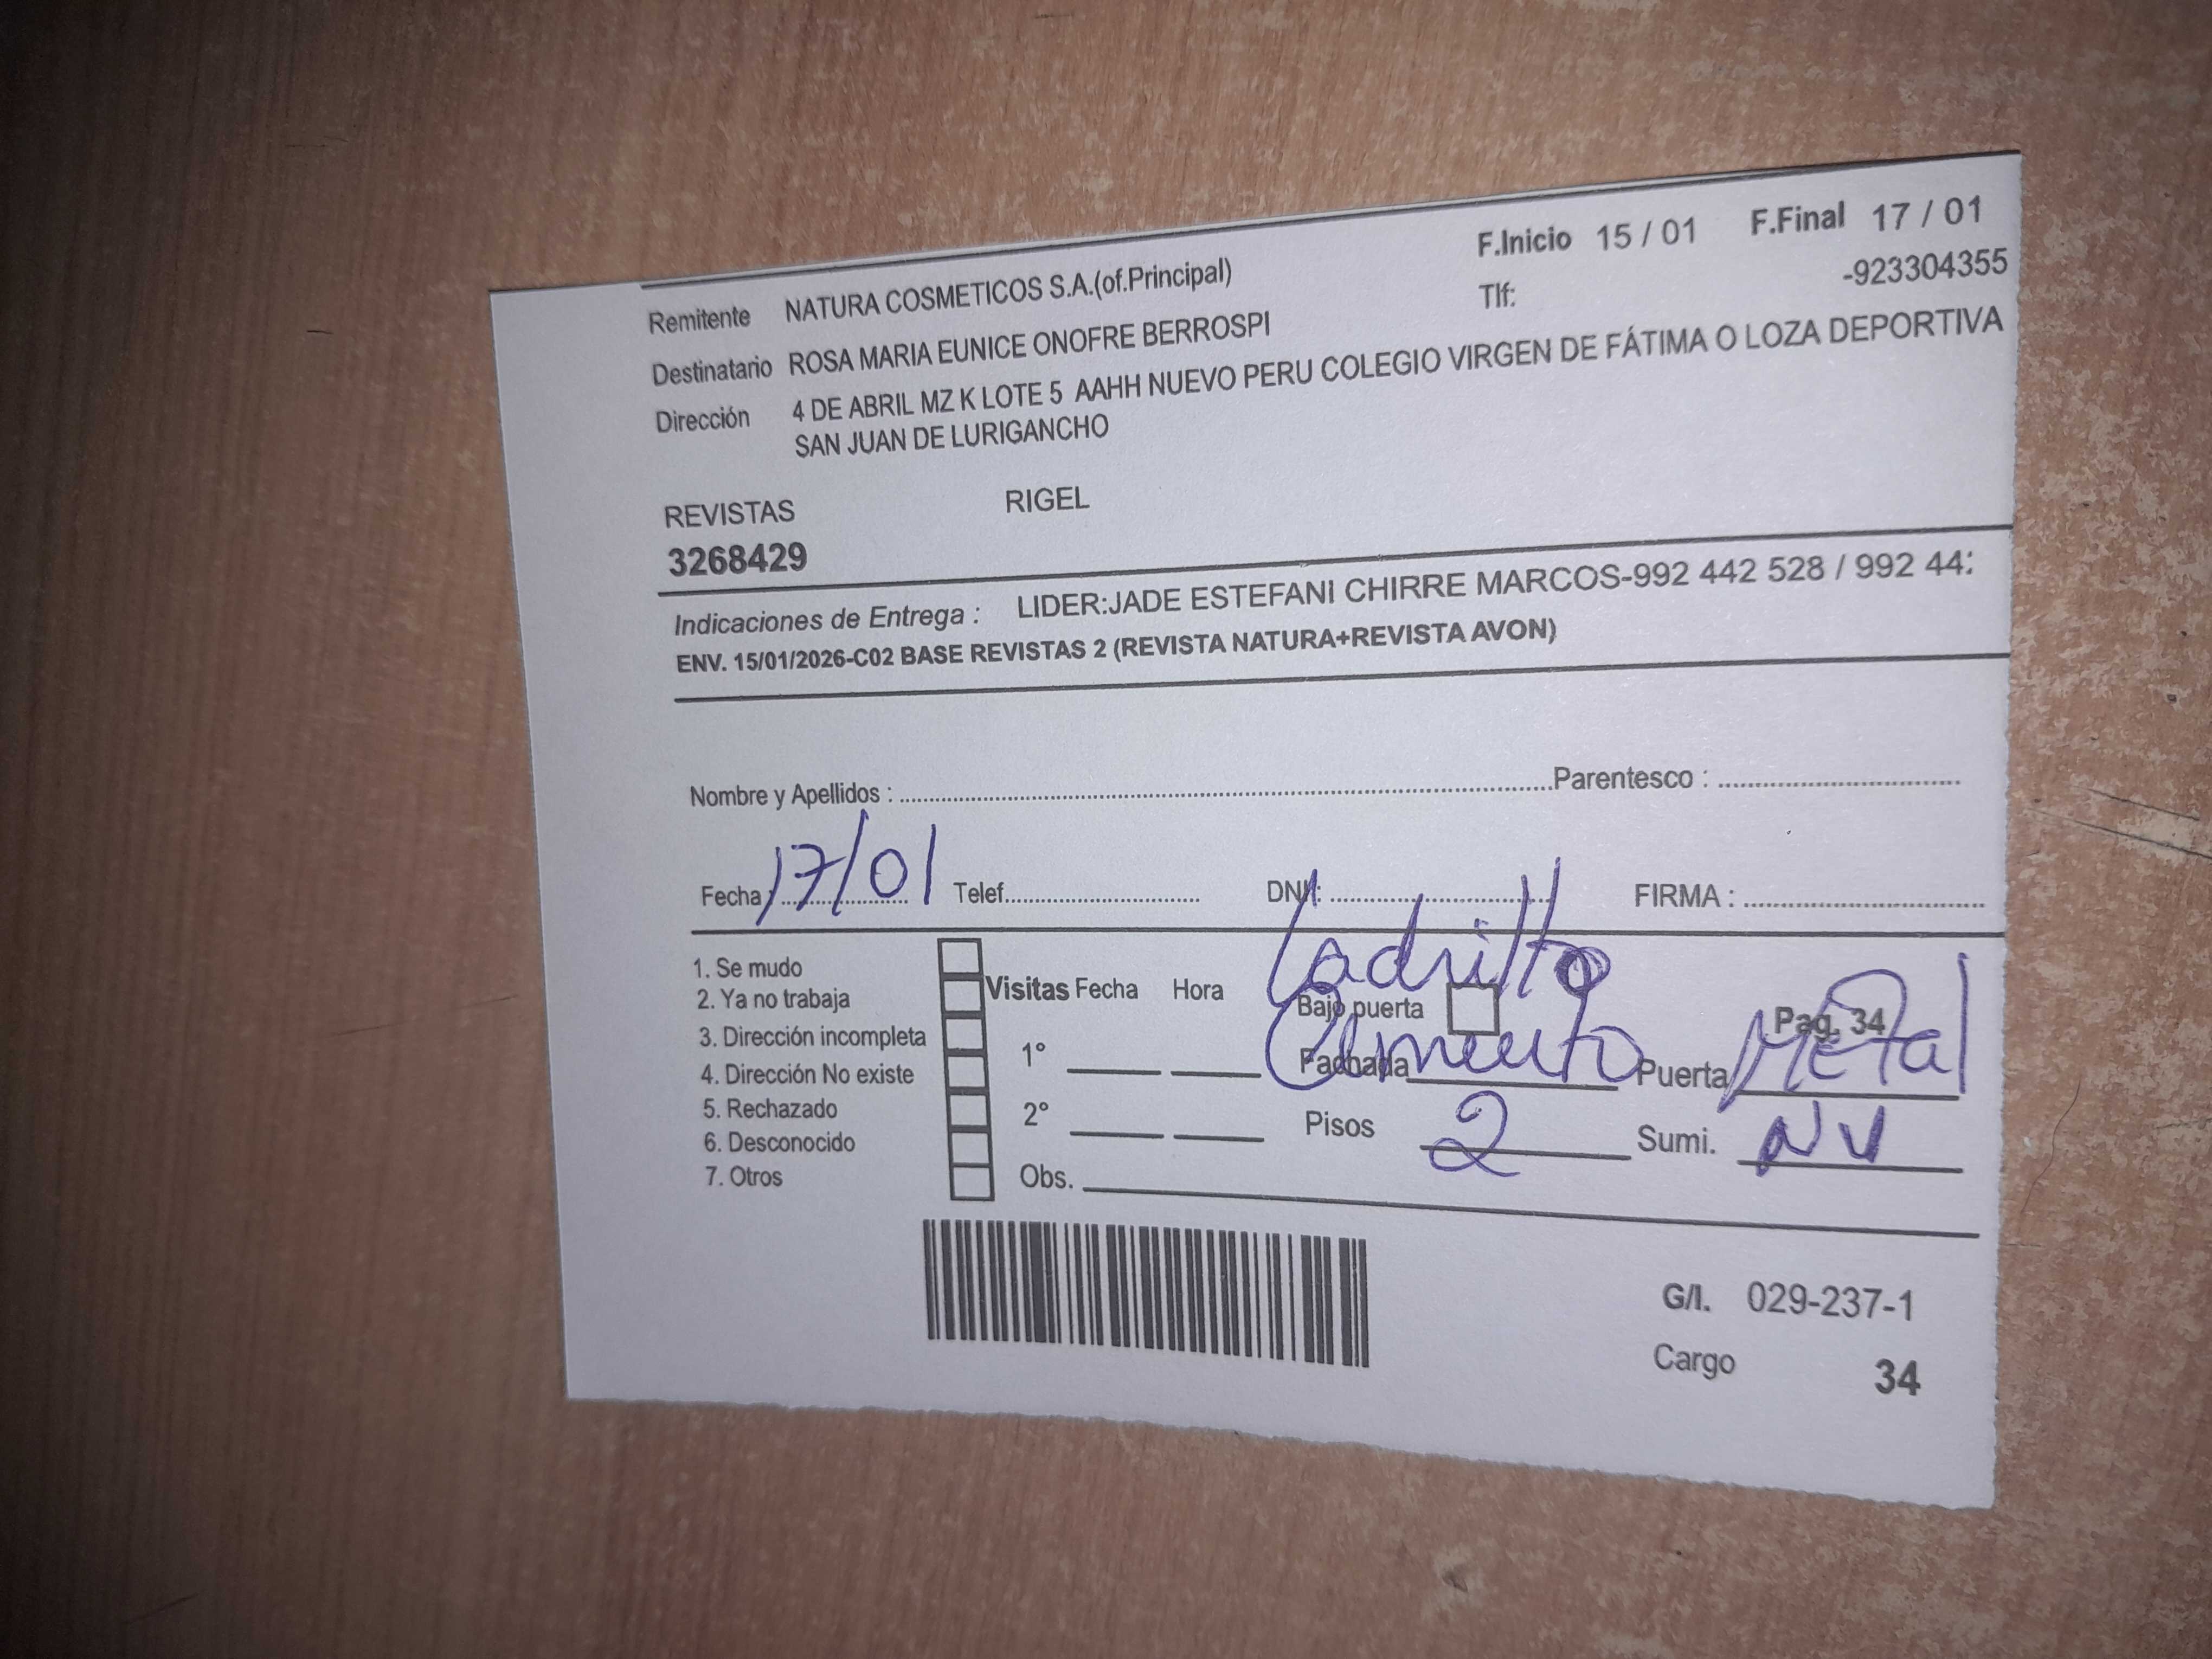 F.Inicio 15 / 01 F.Final 17 / 01
Remitente NATURA COSMETICOS S.A.(of.Principal) Tlf: -923304355
Destinatario ROSA MARIA EUNICE ONOFRE BERROSPI
Dirección 4 DE ABRIL MZ K LOTE 5 AAHH NUEVO PERU COLEGIO VIRGEN DE FÁTIMA O LOZA DEPORTIVA
SAN JUAN DE LURIGANCHO
REVISTAS RIGEL
3268429
Indicaciones de Entrega : LIDER:JADE ESTEFANI CHIRRE MARCOS-992 442 528 / 992 44
ENV. 15/01/2026-C02 BASE REVISTAS 2 (REVISTA NATURA+REVISTA AVON)
Nombre y Apellidos : Parentesco :
Fecha: 17/01 Telef. DNI: FIRMA :
Ladrillo
1. Se mudo
2. Ya no trabaja Visitas Fecha Hora Bajo puerta Pag. 34
3. Dirección incompleta
4. Dirección No existe 1° Fachada Cemento Puerta Metal
5. Rechazado
6. Desconocido 2° Pisos 2 Sumi. NV
7. Otros Obs.
G/I. 029-237-1
Cargo 34